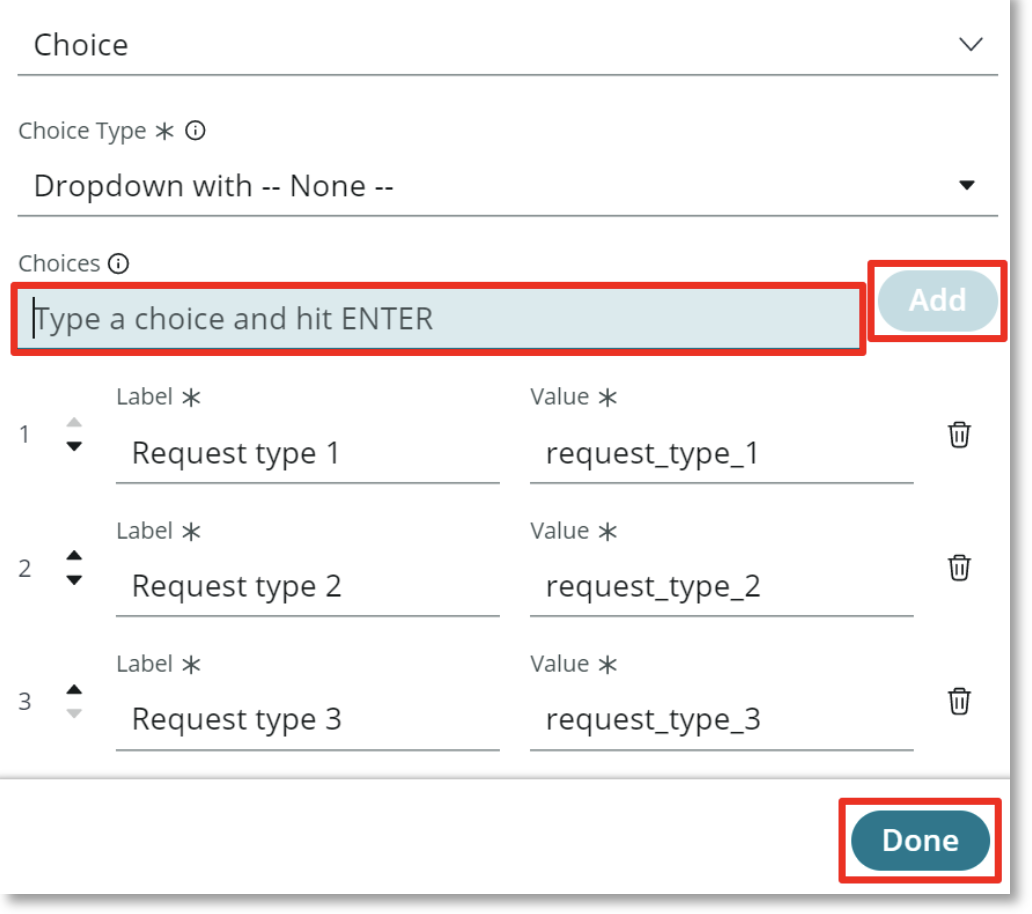 Choice
Choice Type *
Dropdown with -- None --
Choices
Type a choice and hit ENTER
Add
Label * Value *
1 Request type 1 request_type_1
Label * Value *
2 Request type 2 request_type_2
Label * Value *
3 Request type 3 request_type_3
Done